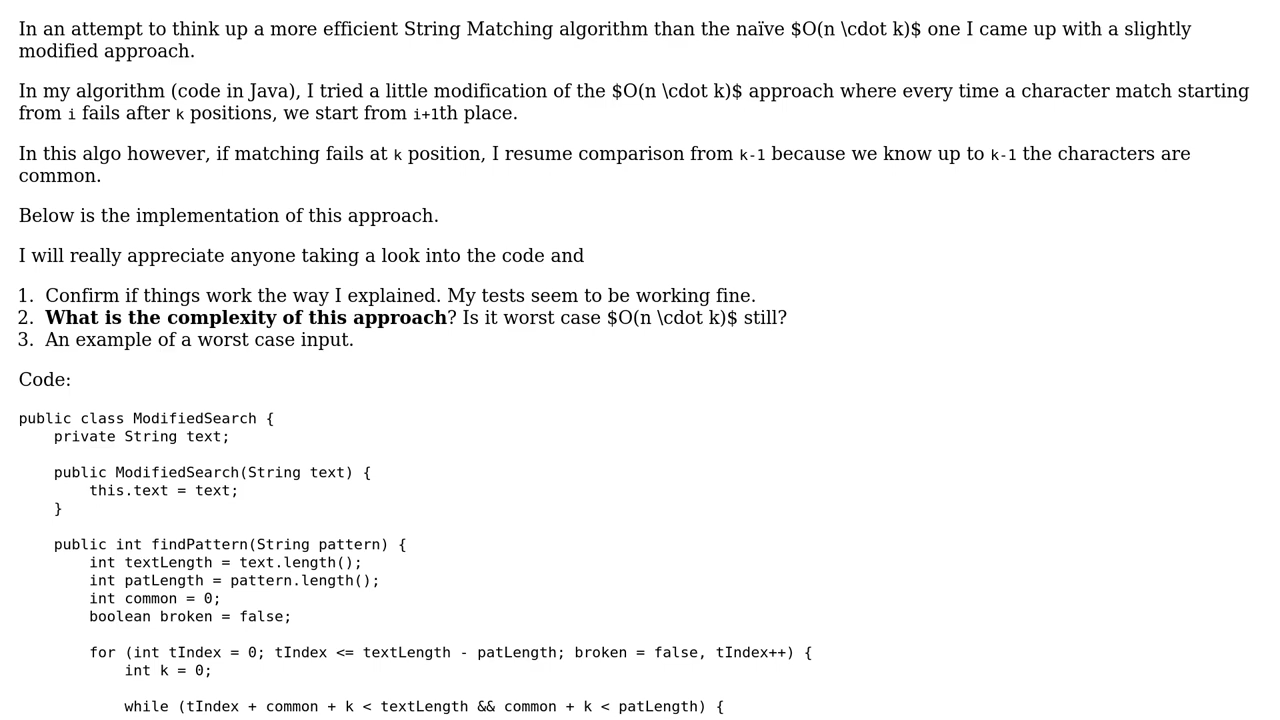 In an attempt to think up a more efficient String Matching algorithm than the naïve $O(n \cdot k)$ one I came up with a slightly
modified approach.
In my algorithm (code in Java), I tried a little modification of the $O(n \cdot k)$ approach where every time a character match starting
from i fails after k positions, we start from i+1th place.
In this algo however, if matching fails at k position, I resume comparison from k-1 because we know up to k-1 the characters are
common.
Below is the implementation of this approach.
I will really appreciate anyone taking a look into the code and
1. Confirm if things work the way I explained. My tests seem to be working fine.
2. What is the complexity of this approach? Is it worst case $O(n \cdot k)$ still?
3. An example of a worst case input.
Code:
public class ModifiedSearch {
    private String text;
    public ModifiedSearch(String text) {
        this.text = text;
    }
    public int findPattern(String pattern) {
        int textLength = text.length();
        int patLength = pattern.length();
        int common = 0;
        boolean broken = false;
        for (int tIndex = 0; tIndex <= textLength - patLength; broken = false, tIndex++) {
            int k = 0;
            while (tIndex + common + k < textLength && common + k < patLength) {